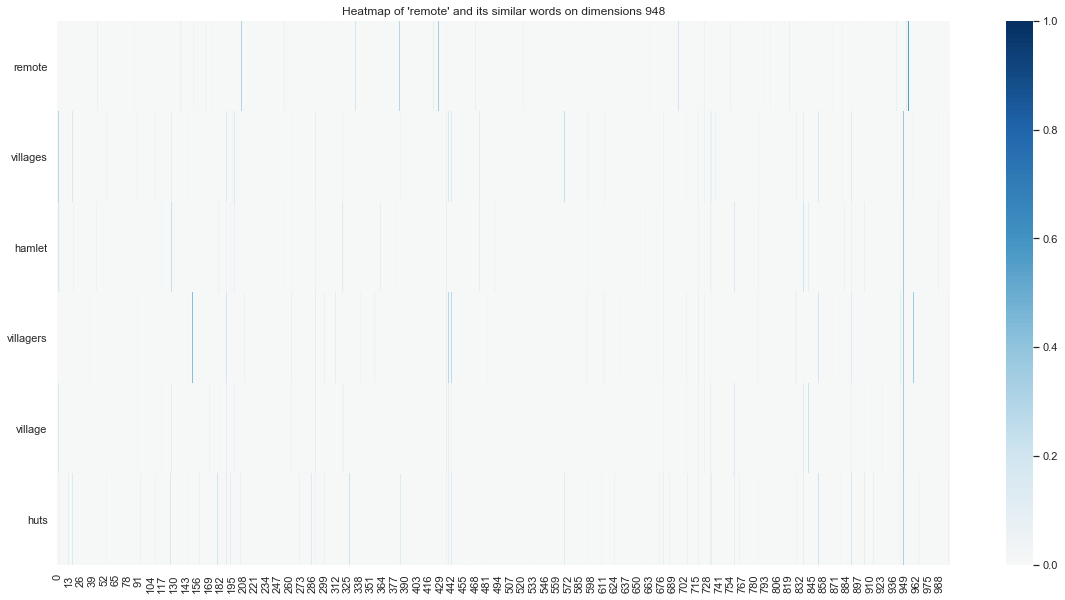 Heatmap of 'remote' and its similar words on dimensions 948
remote
villages
hamlet
villagers
village
huts
0 13 26 39 52 65 78 91 104 117 130 143 156 169 182 195 208 221 234 247 260 273 286 299 312 325 338 351 364 377 390 403 416 429 442 455 468 481 494 507 520 533 546 559 572 585 598 611 624 637 650 663 676 689 702 715 728 741 754 767 780 793 806 819 832 845 858 871 884 897 910 923 936 949 962 975 988
1.0
0.8
0.6
0.4
0.2
0.0